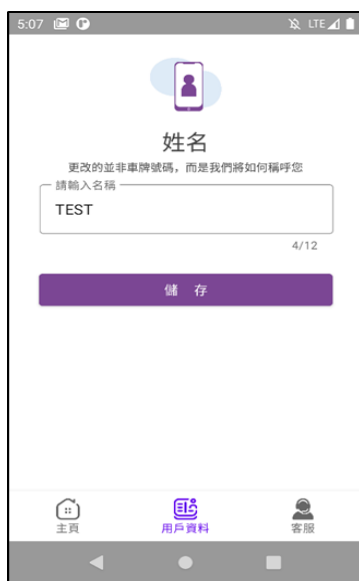 5:07
LTE
姓名
更改的並非車牌號碼，而是我們將如何稱呼您
請輸入名稱
TEST
4/12
儲 存
主頁
用戶資料
客服